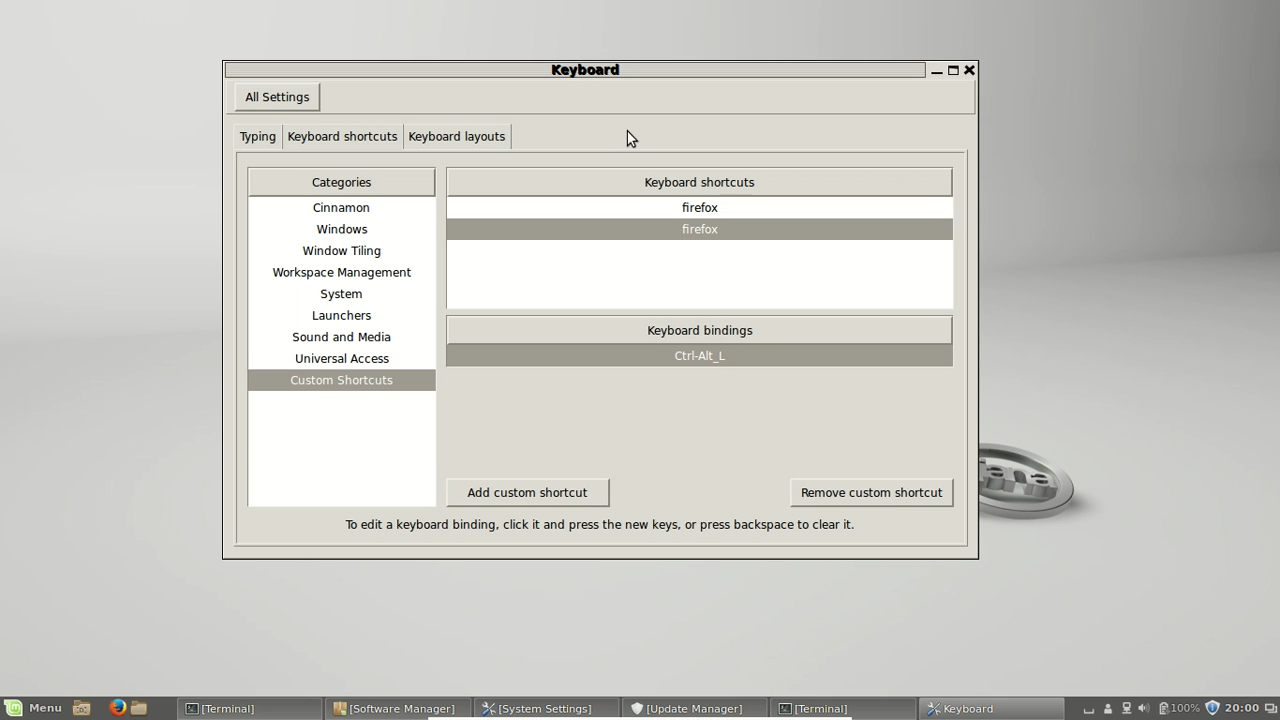 Keyboard
All Settings
Typing
Keyboard shortcuts
Keyboard layouts
Categories
Cinnamon
Windows
Window Tiling
Workspace Management
System
Launchers
Sound and Media
Universal Access
Custom Shortcuts
Keyboard shortcuts
firefox
firefox
Keyboard bindings
Ctrl-Alt_L
Add custom shortcut
Remove custom shortcut
To edit a keyboard binding, click it and press the new keys, or press backspace to clear it.
Menu
[Terminal]
[Software Manager]
[System Settings]
[Update Manager]
[Terminal]
Keyboard
100%
20:00